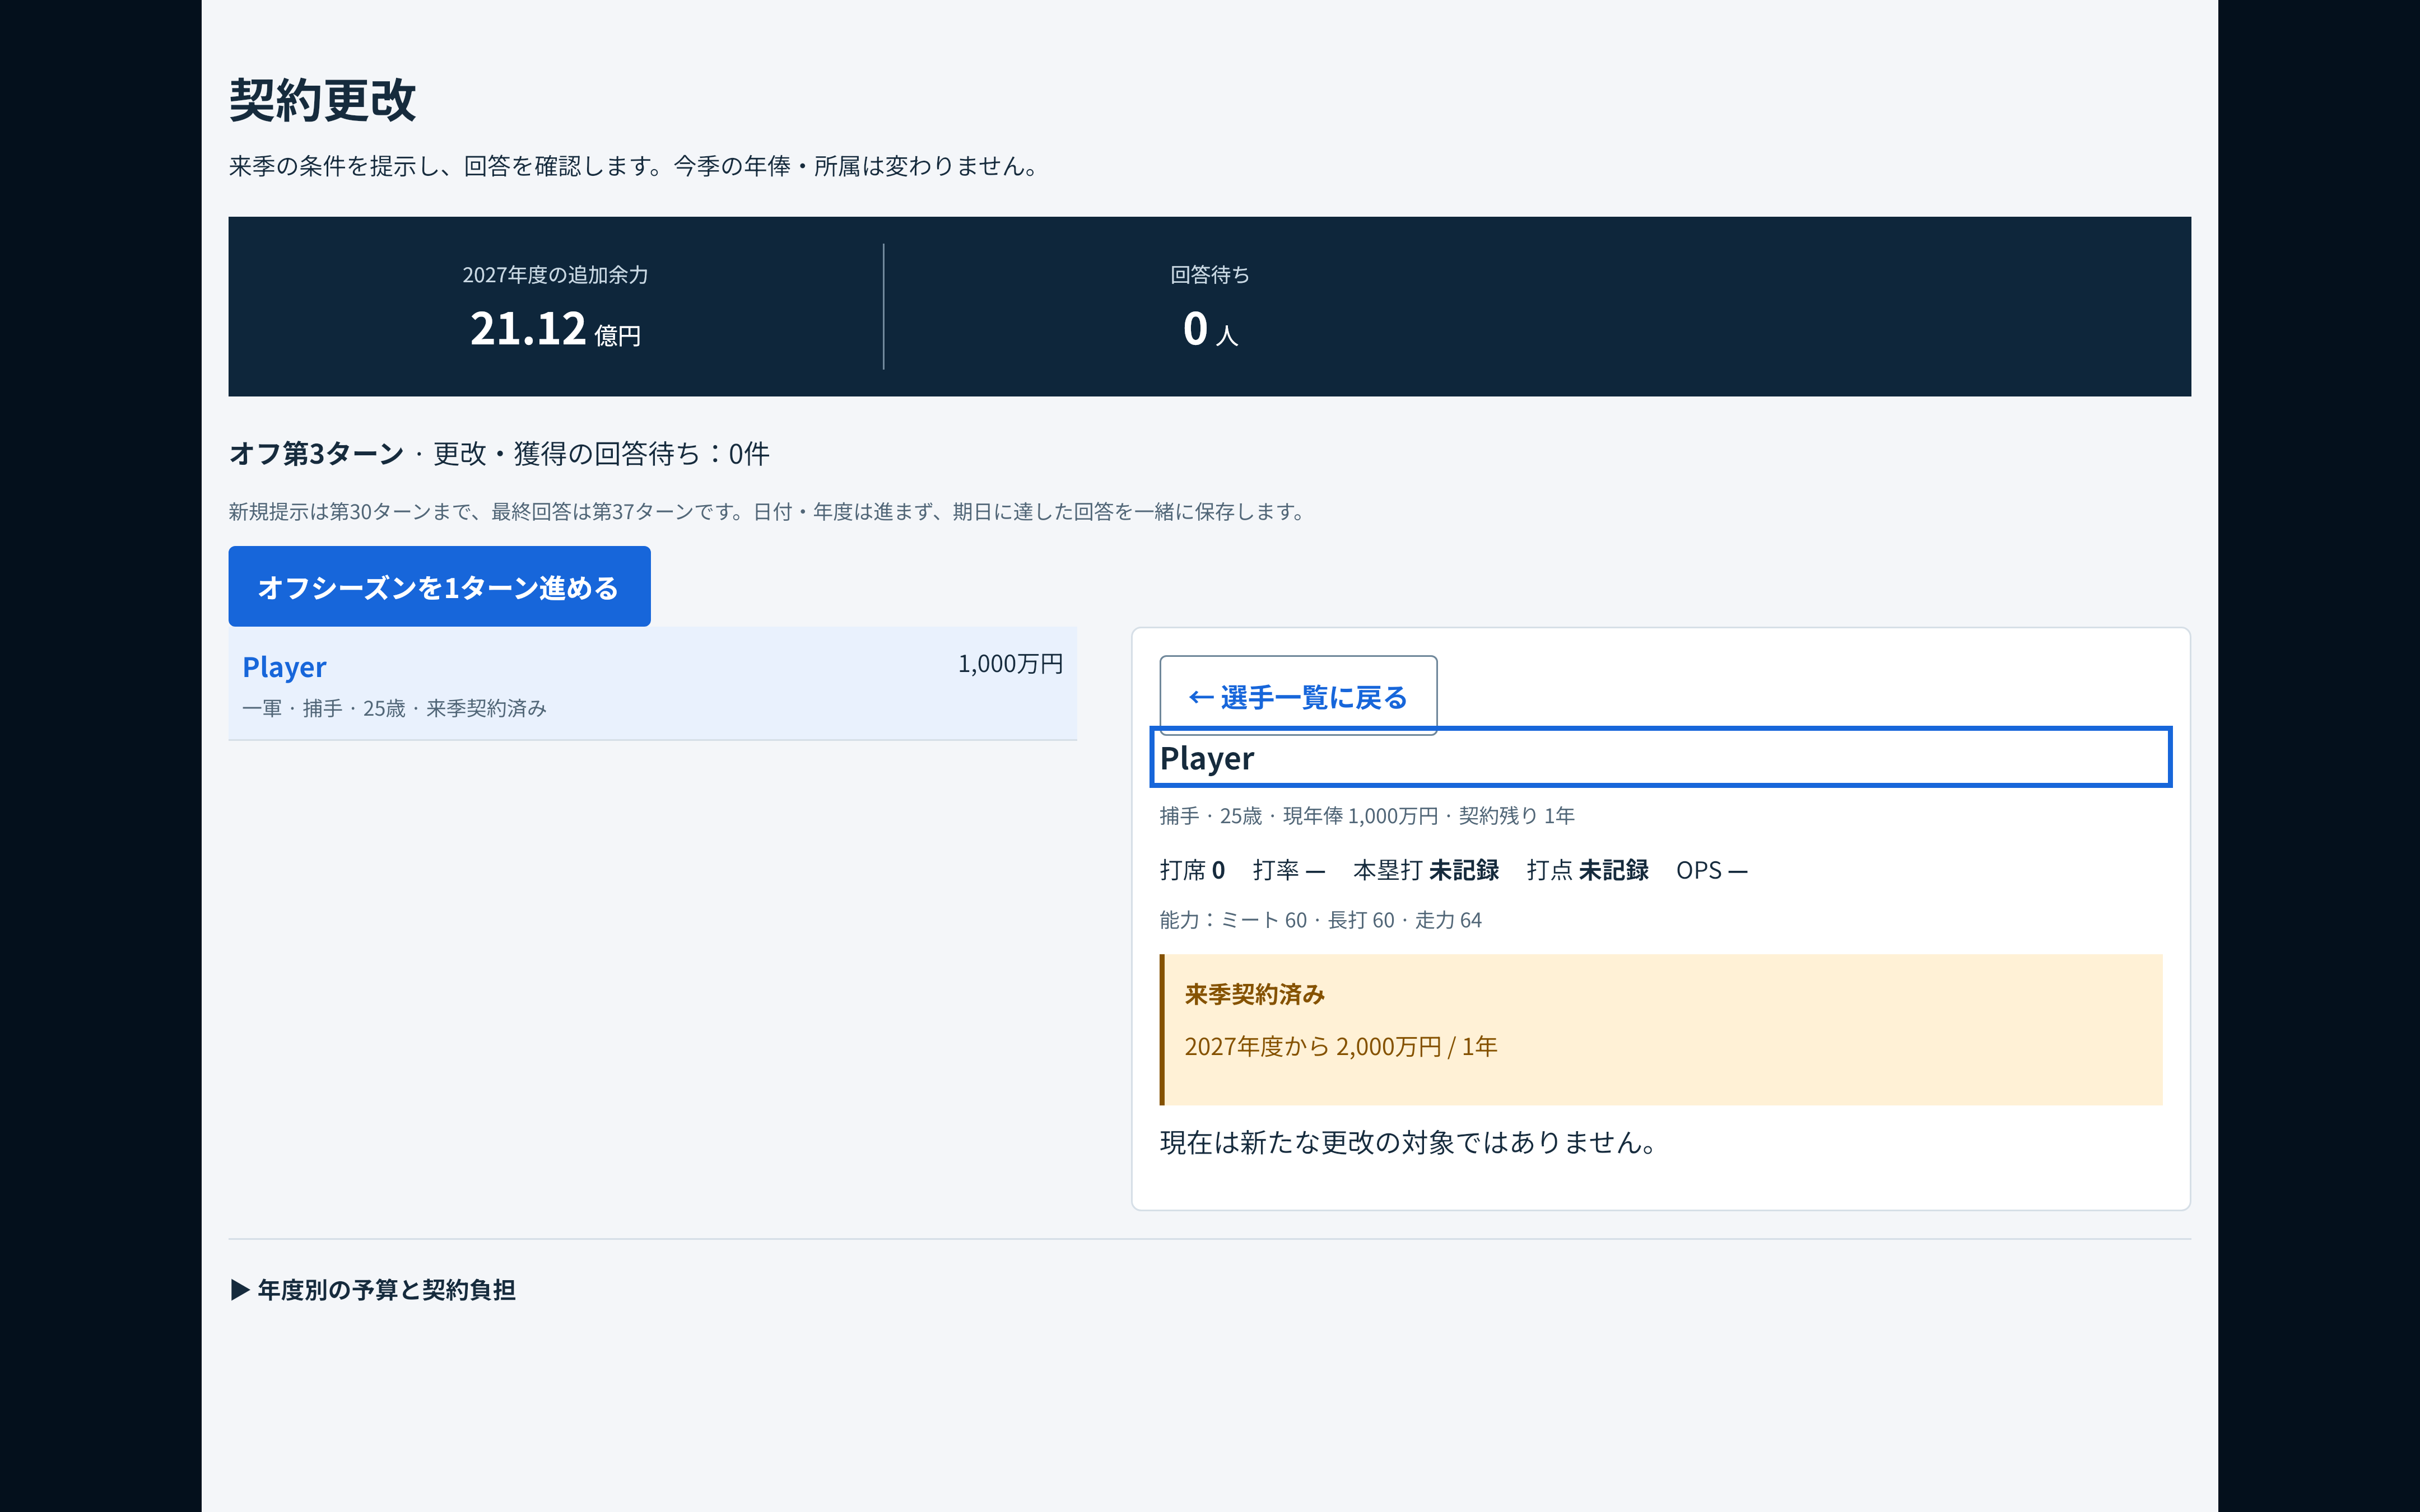 契約更改
来季の条件を提示し、回答を確認します。今季の年俸・所属は変わりません。
2027年度の追加余力
21.12 億円
回答待ち
0 人
オフ第3ターン · 更改・獲得の回答待ち：0件
新規提示は第30ターンまで、最終回答は第37ターンです。日付・年度は進まず、期日に達した回答を一緒に保存します。
オフシーズンを1ターン進める
Player
1,000万円
一軍 · 捕手 · 25歳 · 来季契約済み
← 選手一覧に戻る
Player
捕手 · 25歳 · 現年俸 1,000万円 · 契約残り 1年
打席 0 打率 — 本塁打 未記録 打点 未記録 OPS —
能力：ミート 60 · 長打 60 · 走力 64
来季契約済み
2027年度から 2,000万円 / 1年
現在は新たな更改の対象ではありません。
▶ 年度別の予算と契約負担